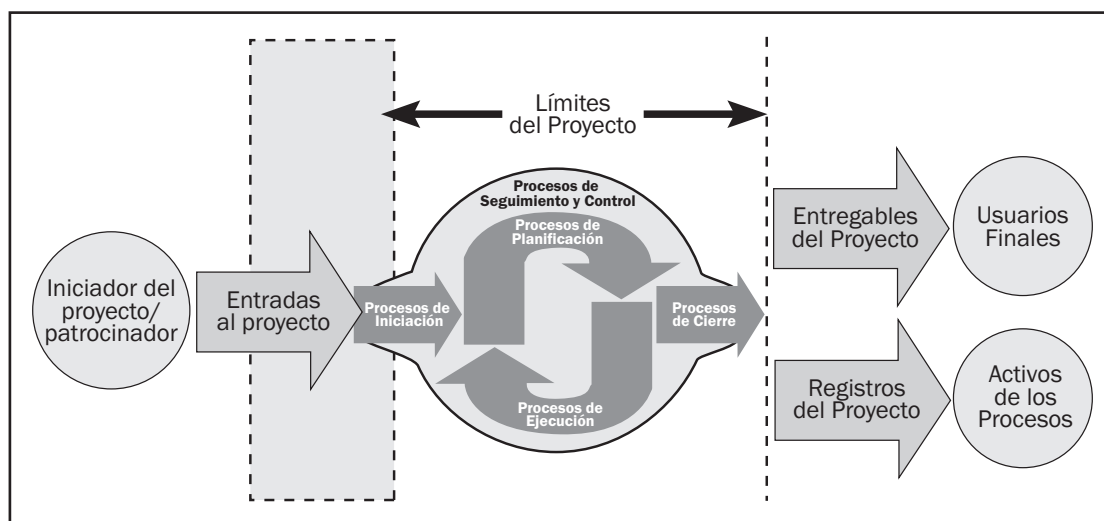 Límites
del Proyecto
Procesos de
Seguimiento y Control
Procesos de
Planificación
Iniciador del
proyecto/
patrocinador
Entradas
al proyecto
Procesos de
Iniciación
Procesos
de Cierre
Procesos de
Ejecución
Entregables
del Proyecto
Usuarios
Finales
Registros
del Proyecto
Activos
de los
Procesos